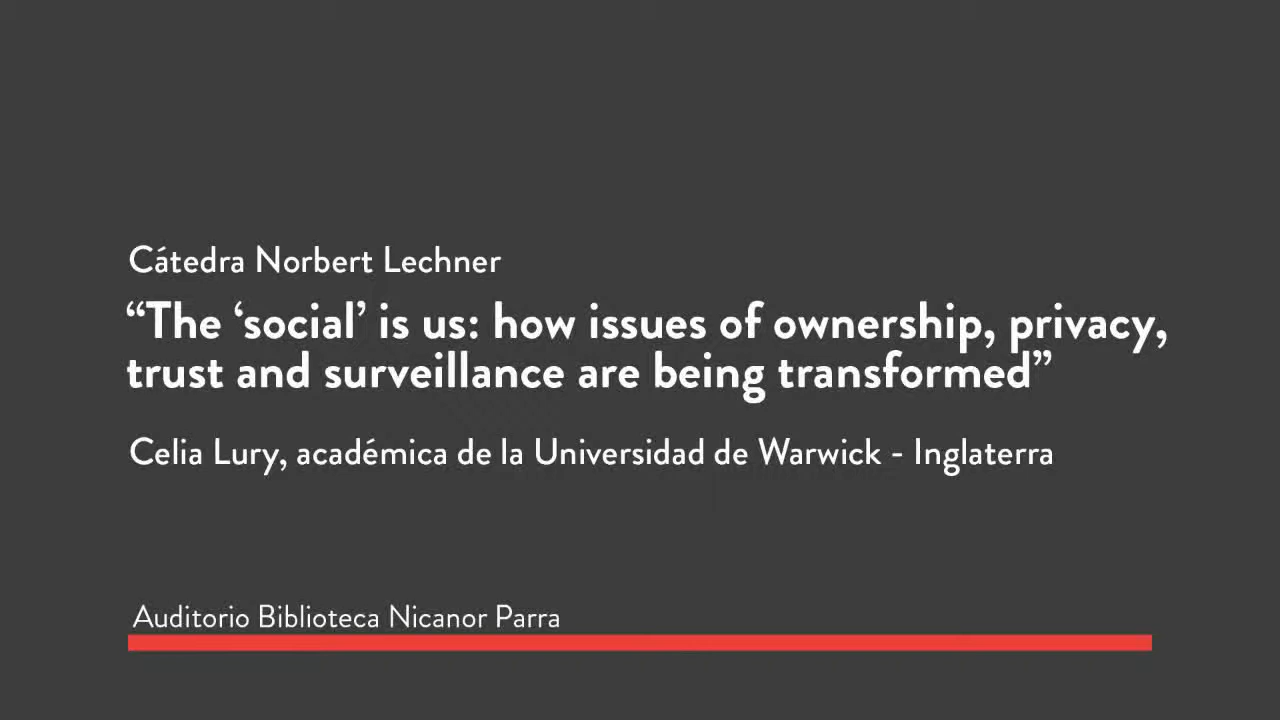 Cátedra Norbert Lechner
“The ‘social’ is us: how issues of ownership, privacy,
trust and surveillance are being transformed”
Celia Lury, académica de la Universidad de Warwick - Inglaterra
Auditorio Biblioteca Nicanor Parra